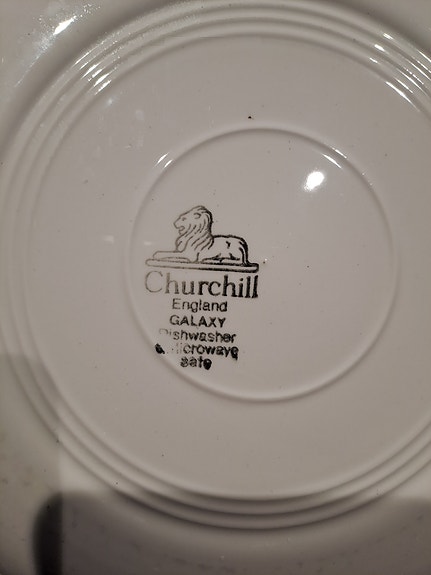 Churchill
England
GALAXY
Dishwasher
& Microwave
safe